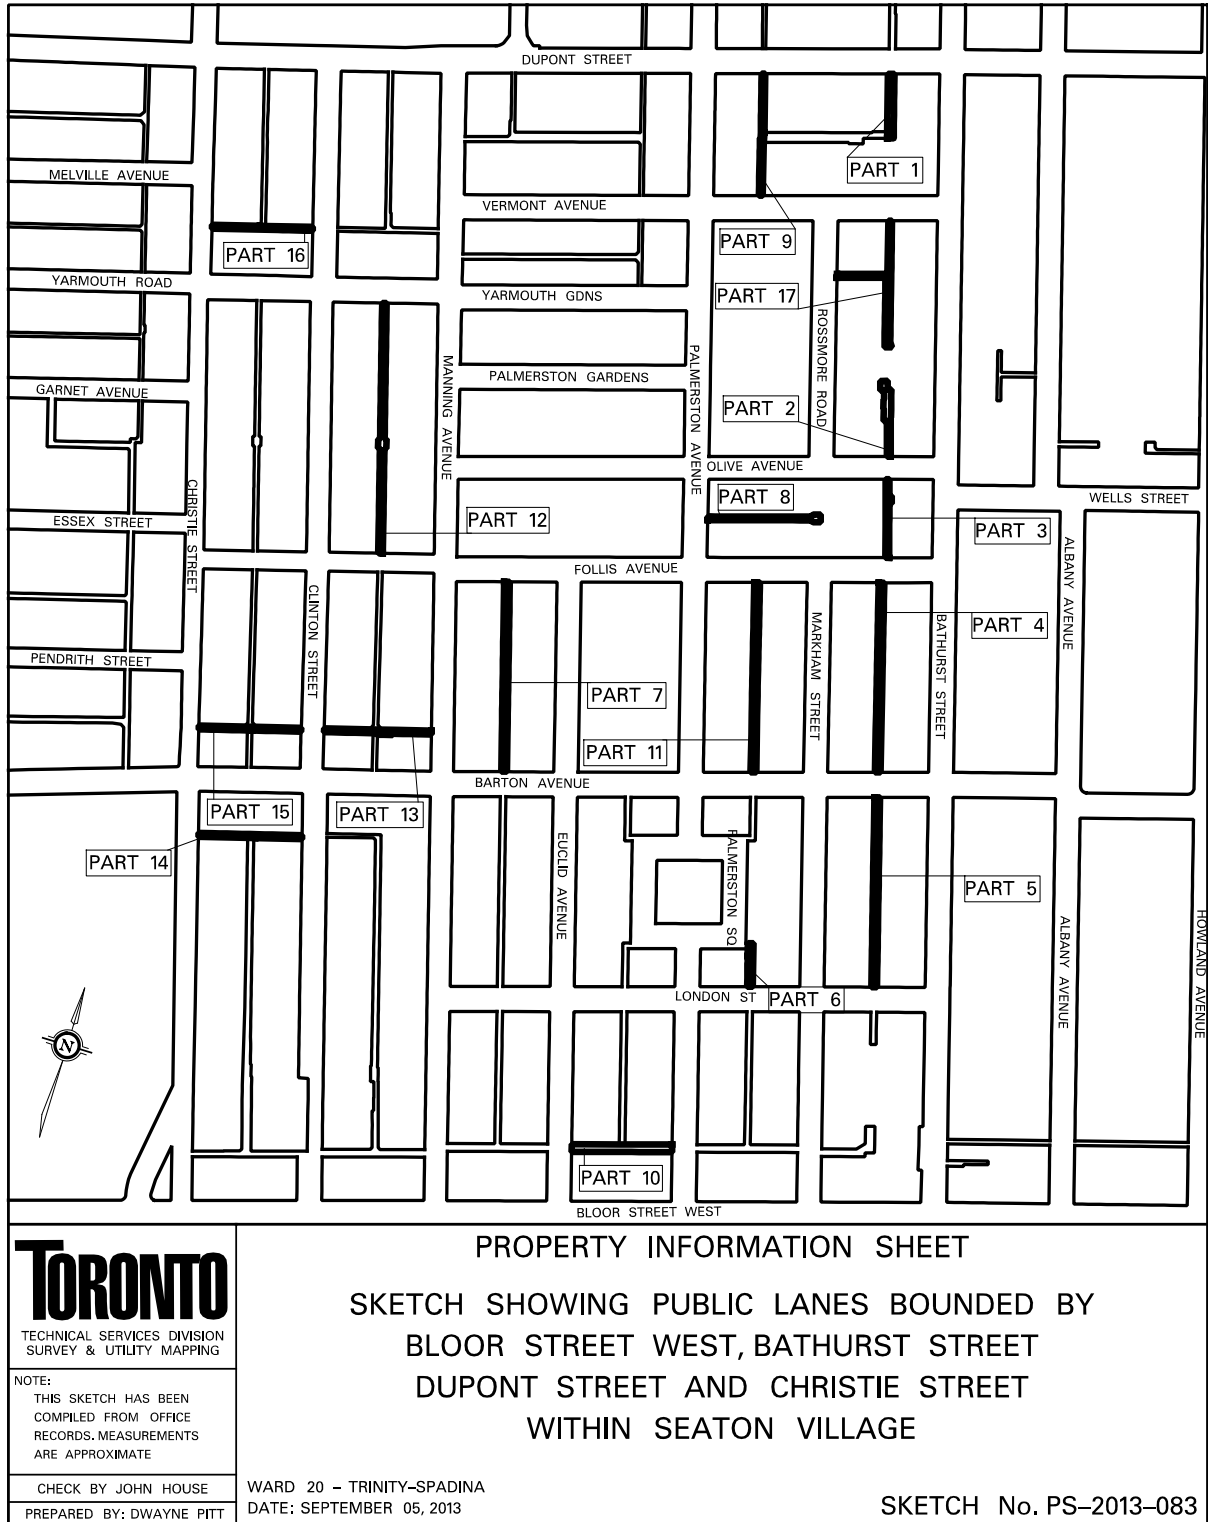 DUPONT STREET
PART 1
MELVILLE AVENUE
VERMONT AVENUE
PART 9
PART 16
YARMOUTH ROAD
YARMOUTH GDNS
PART 17
ROSSMORE ROAD
MANNING AVENUE
PALMERSTON AVENUE
PALMERSTON GARDENS
GARNET AVENUE
PART 2
OLIVE AVENUE
CHRISTIE STREET
PART 8
WELLS STREET
ESSEX STREET
PART 12
PART 3
ALBANY AVENUE
FOLLIS AVENUE
CLINTON STREET
MARKHAM STREET
BATHURST STREET
PART 4
PENDRITH STREET
PART 7
PART 11
BARTON AVENUE
PART 15
PART 13
PART 14
EUCLID AVENUE
PALMERSTON SQ
PART 5
ALBANY AVENUE
HOWLAND AVENUE
LONDON ST
PART 6
N
PART 10
BLOOR STREET WEST
TORONTO
TECHNICAL SERVICES DIVISION
SURVEY & UTILITY MAPPING
NOTE:
THIS SKETCH HAS BEEN
COMPILED FROM OFFICE
RECORDS. MEASUREMENTS
ARE APPROXIMATE
CHECK BY JOHN HOUSE
PREPARED BY: DWAYNE PITT
PROPERTY INFORMATION SHEET
SKETCH SHOWING PUBLIC LANES BOUNDED BY
BLOOR STREET WEST, BATHURST STREET
DUPONT STREET AND CHRISTIE STREET
WITHIN SEATON VILLAGE
WARD 20 – TRINITY–SPADINA
DATE: SEPTEMBER 05, 2013
SKETCH No. PS–2013–083